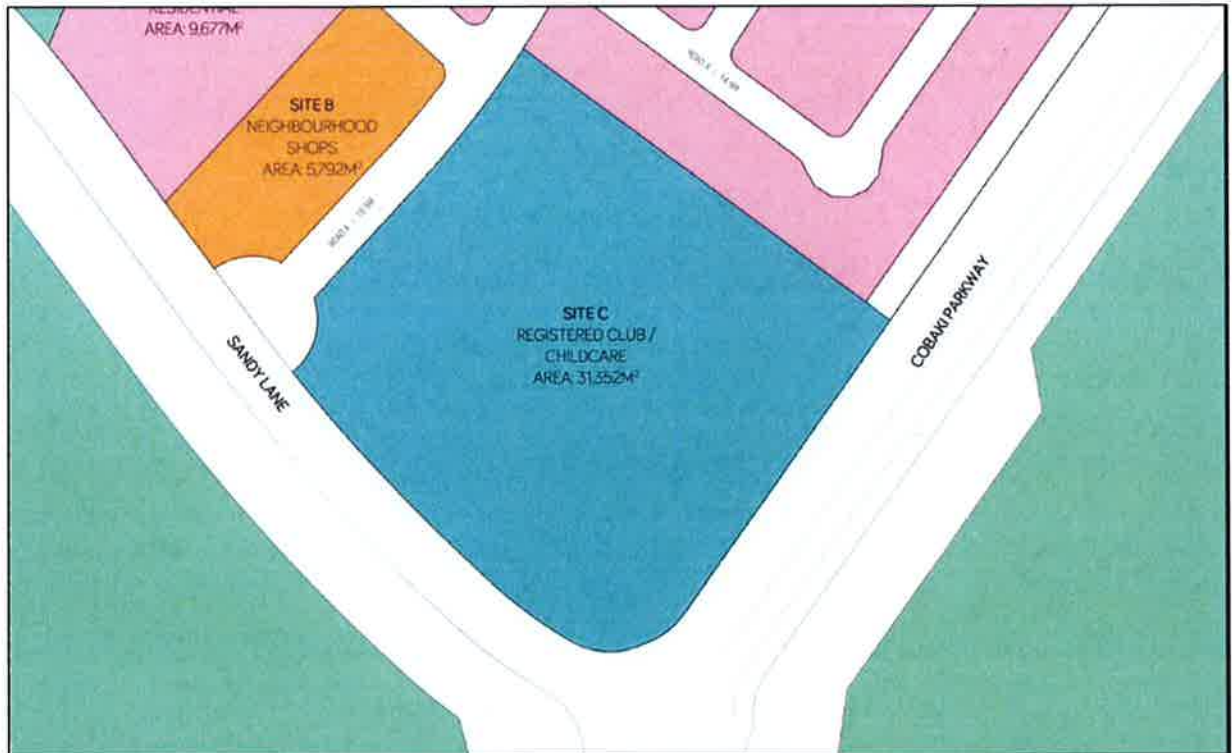 RESIDENTIAL
AREA: 9,677M²
SITE B
NEIGHBOURHOOD
SHOPS
AREA: 5,792M²
SITE C
REGISTERED CLUB /
CHILDCARE
AREA: 31,352M²
SANDY LANE
COBAKI PARKWAY